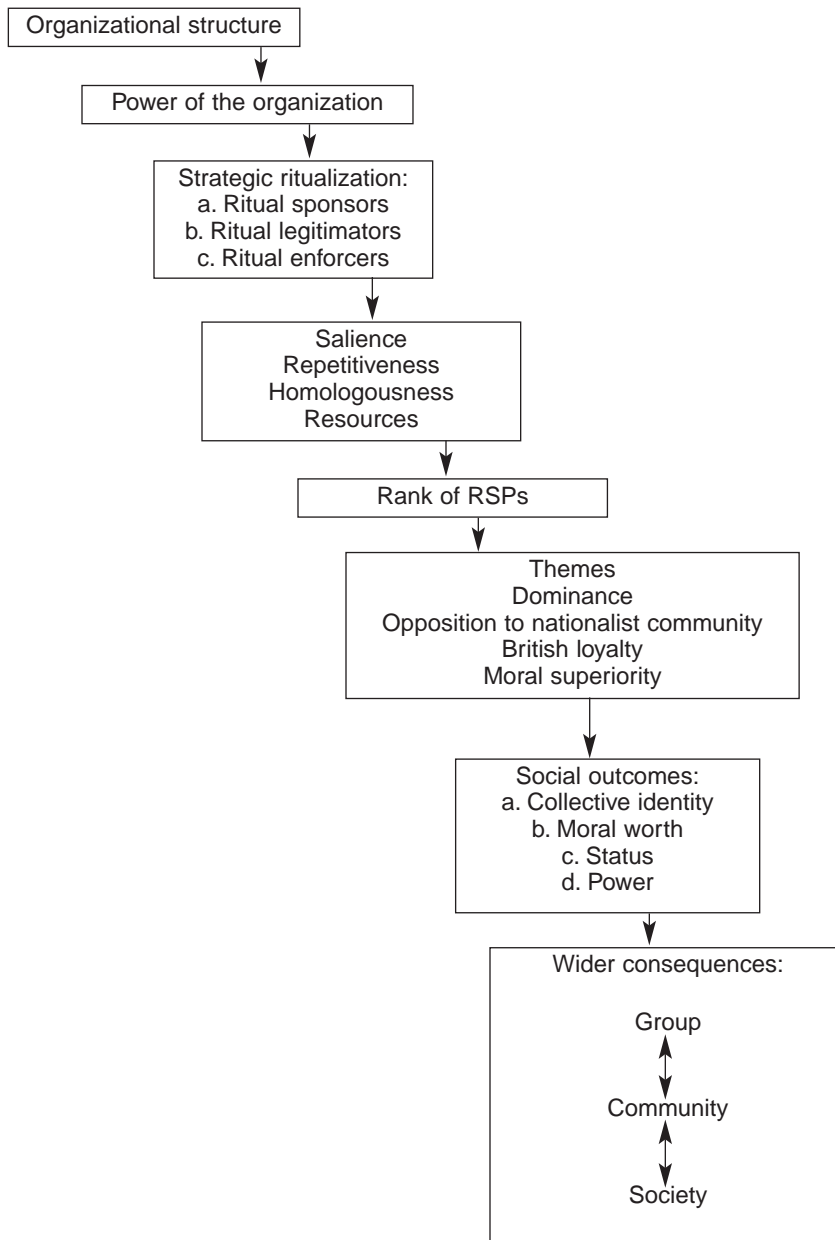 Organizational structure
Power of the organization
Strategic ritualization:
a. Ritual sponsors
b. Ritual legitimators
c. Ritual enforcers
Salience
Repetitiveness
Homologousness
Resources
Rank of RSPs
Themes
Dominance
Opposition to nationalist community
British loyalty
Moral superiority
Social outcomes:
a. Collective identity
b. Moral worth
c. Status
d. Power
Wider consequences:
Group
Community
Society